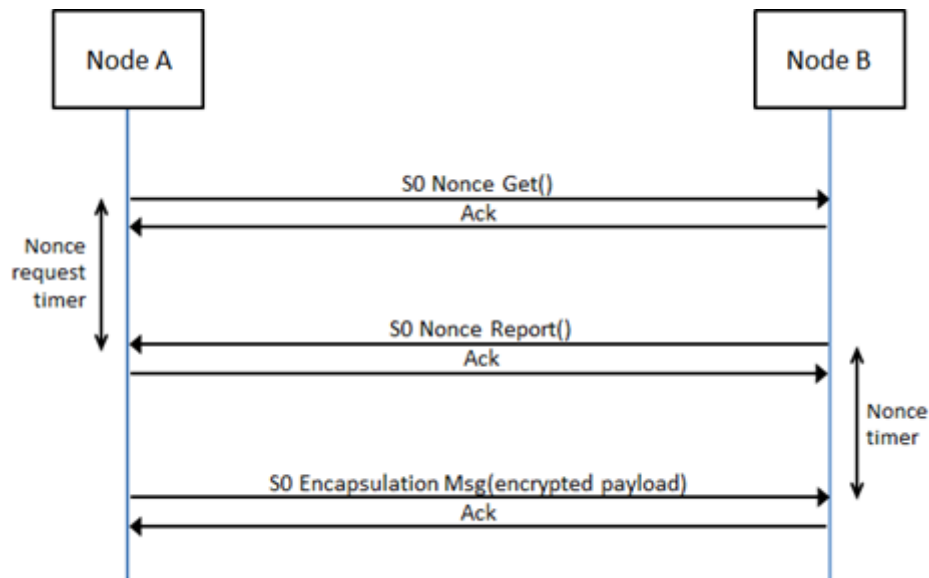 Node A
Node B
S0 Nonce Get()
Ack
Nonce
request
timer
S0 Nonce Report()
Ack
Nonce
timer
S0 Encapsulation Msg(encrypted payload)
Ack